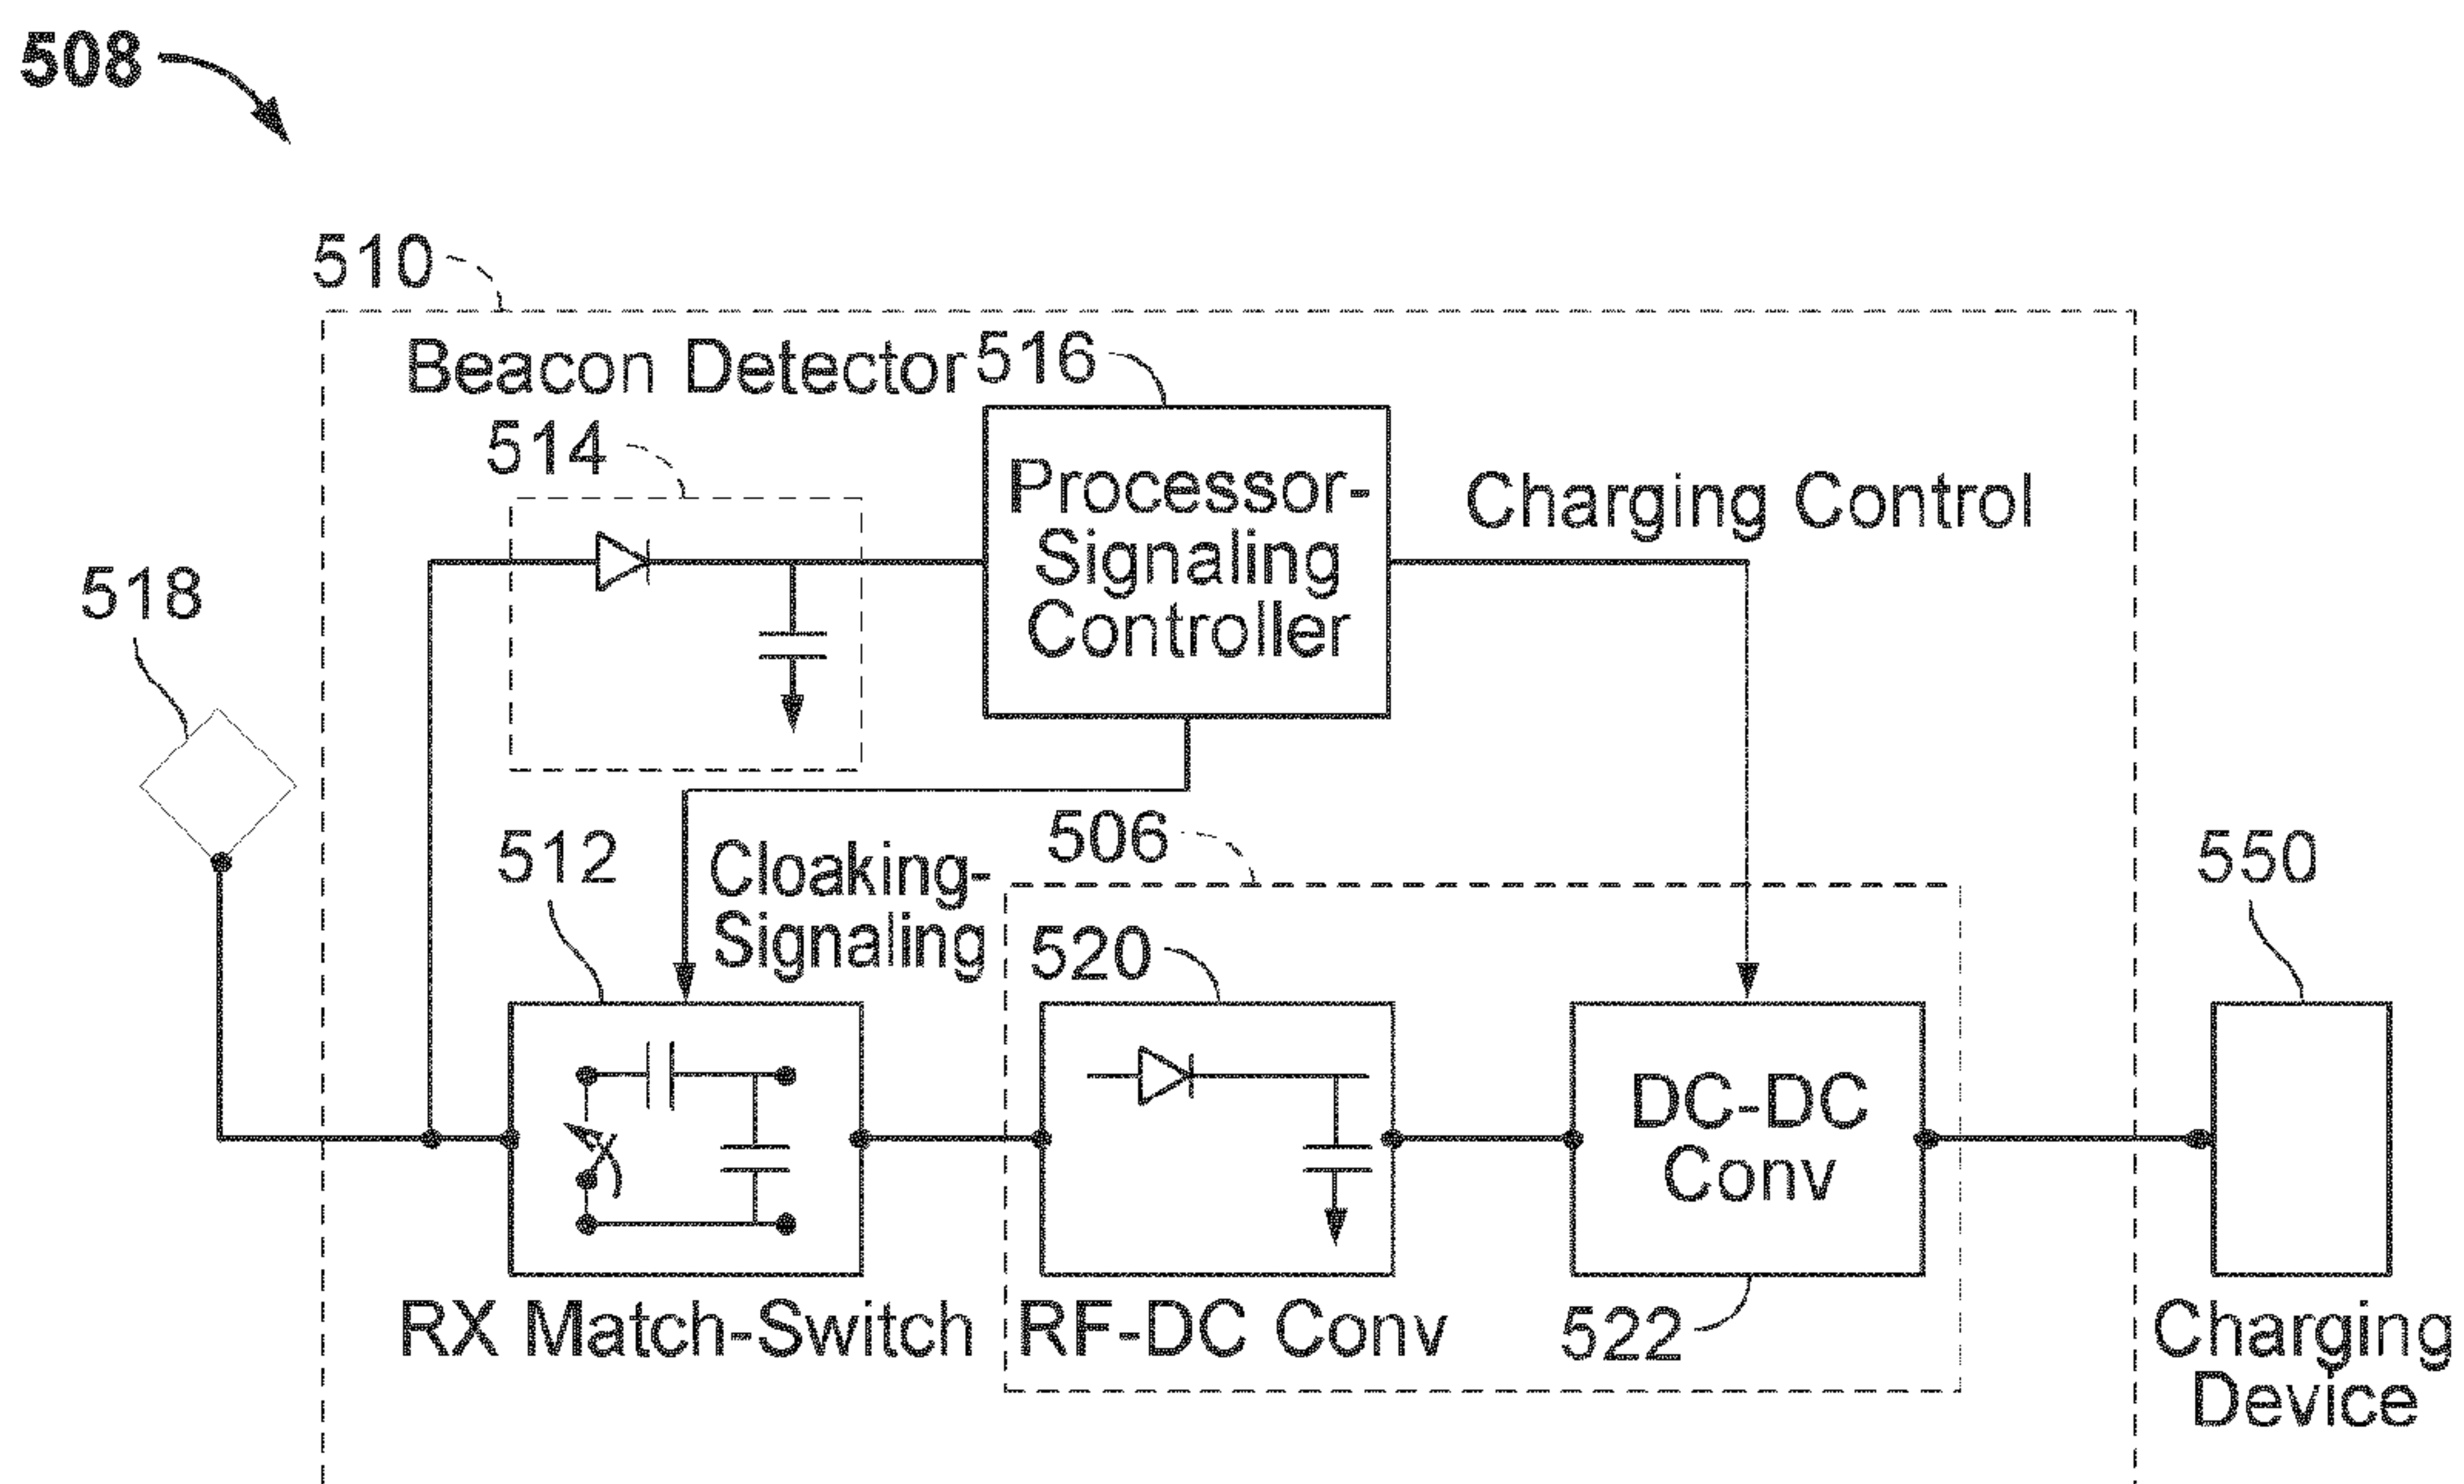 508
510
Beacon Detector
516
514
Processor-
Signaling
Controller
Charging Control
518
512
Cloaking-
Signaling
506
520
550
DC-DC
Conv
RX Match-Switch
RF-DC Conv
522
Charging
Device